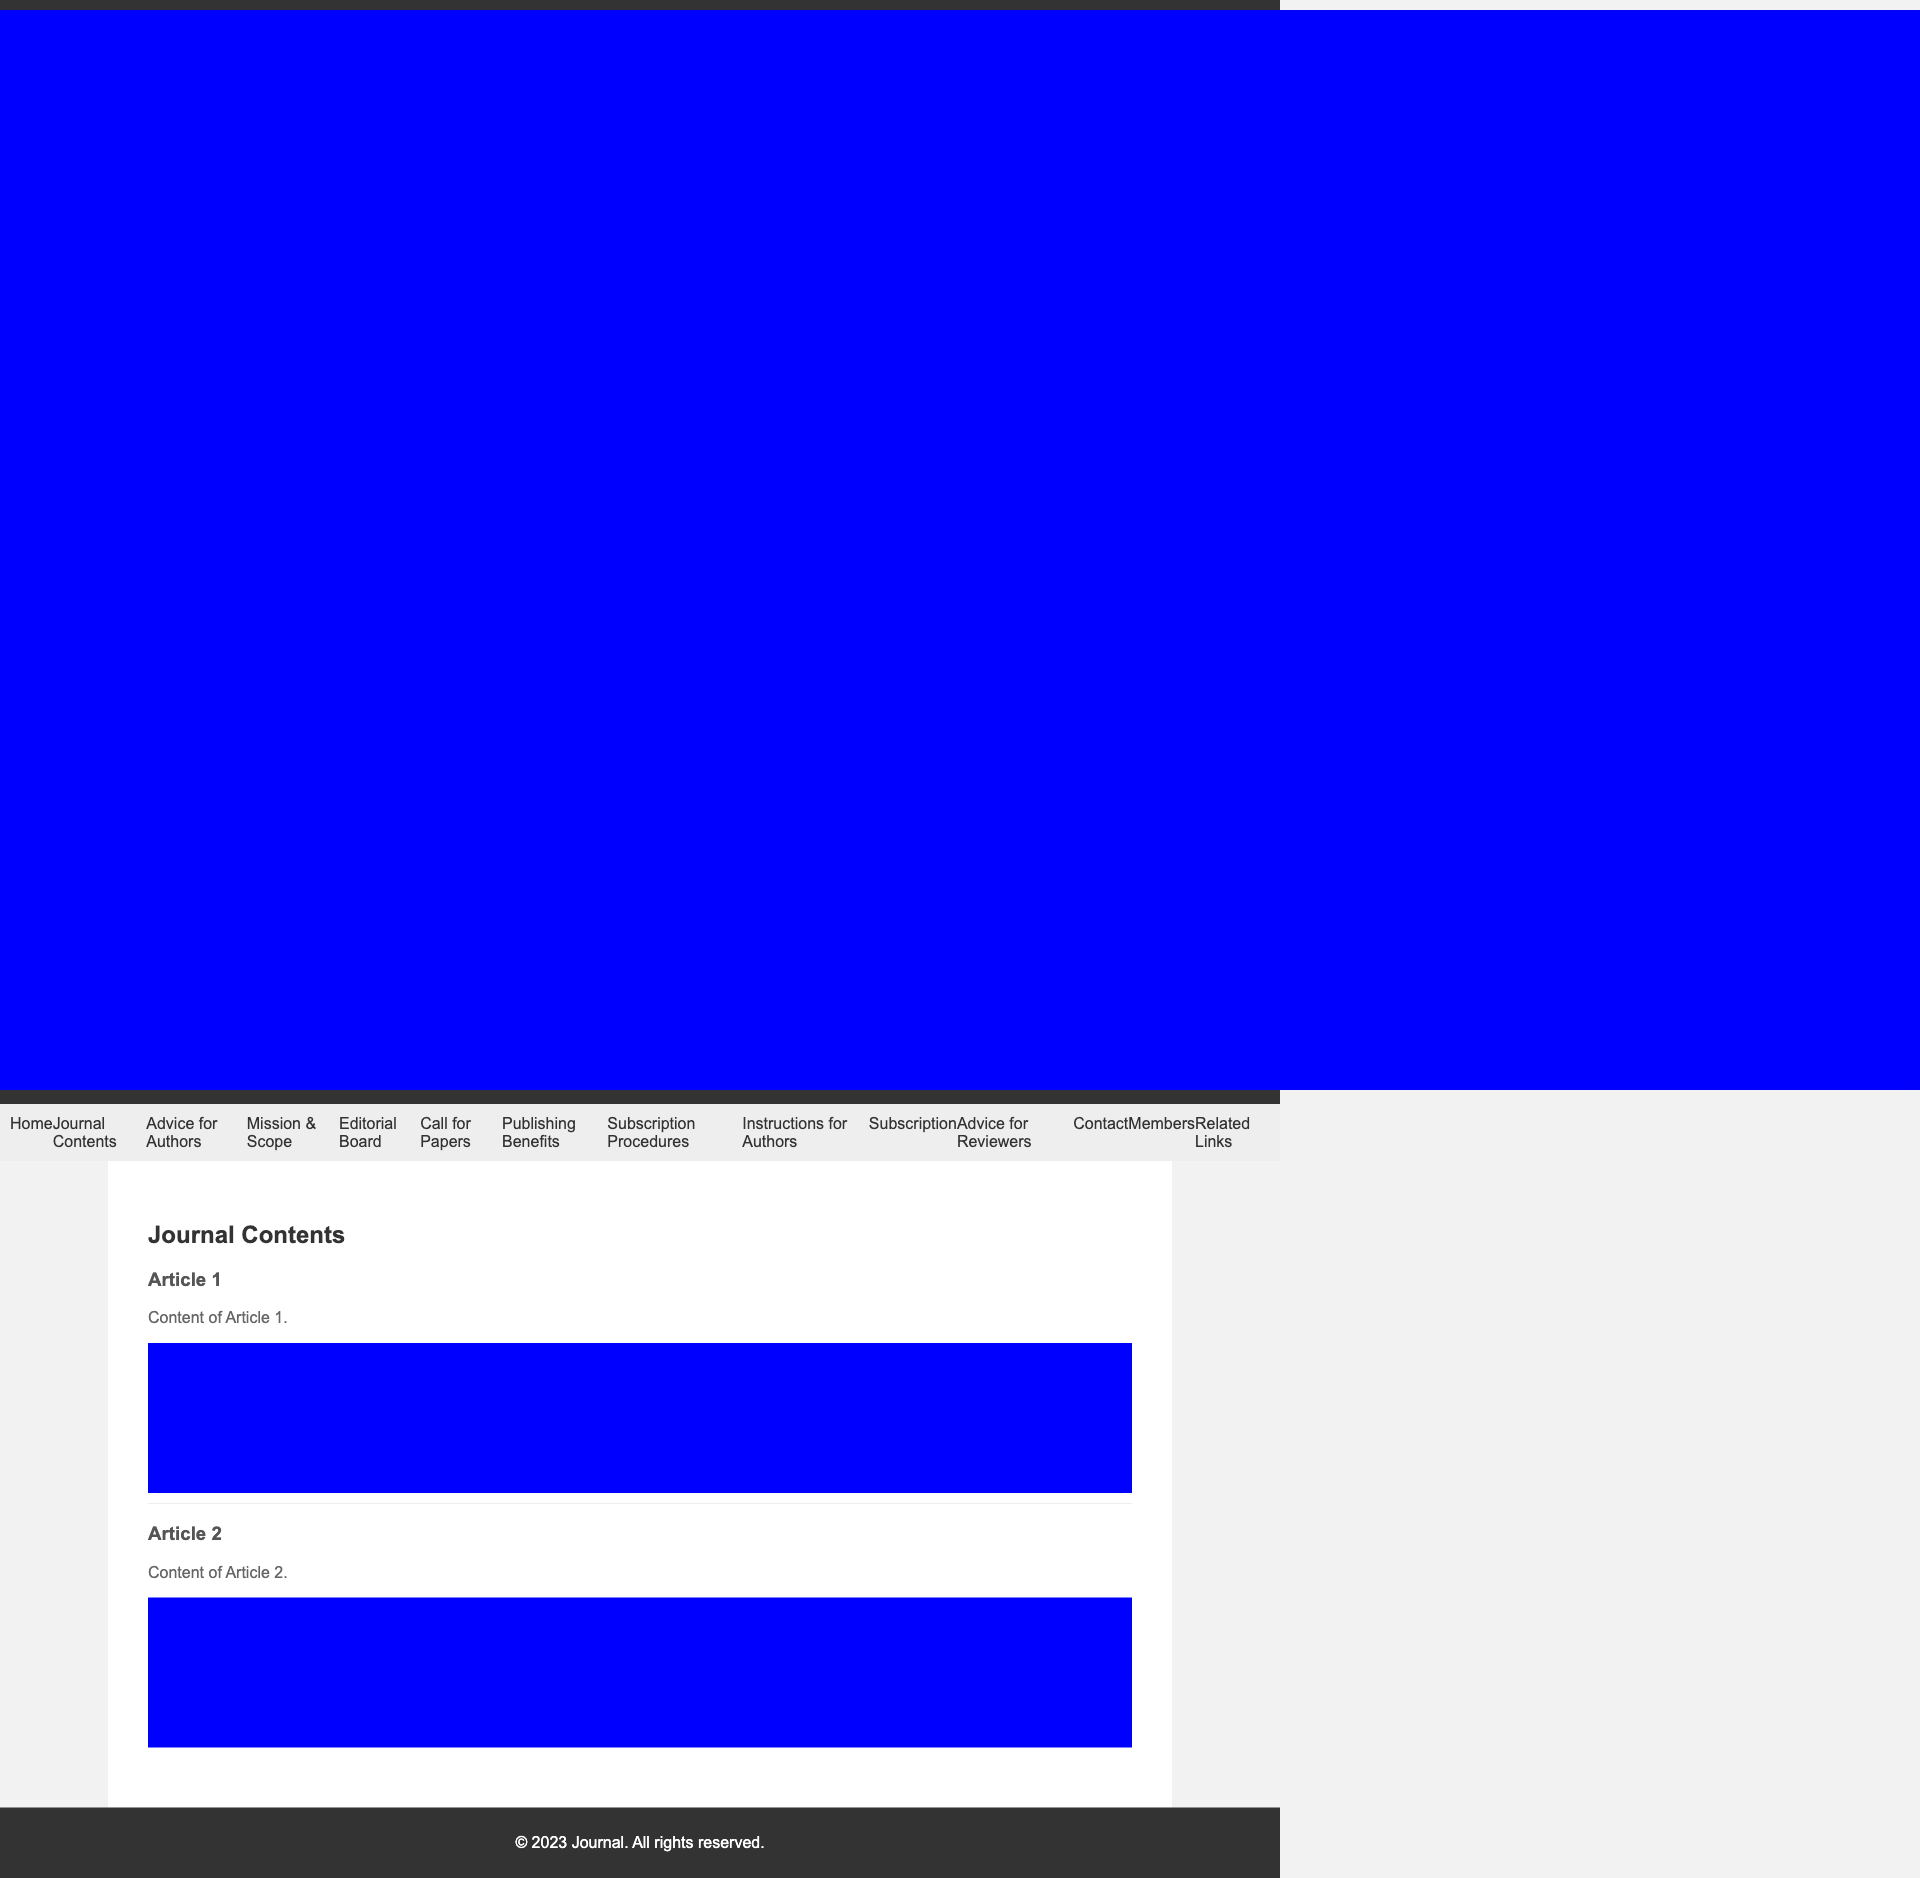 Home Journal Contents Advice for Authors Mission & Scope Editorial Board Call for Papers Publishing Benefits Subscription Procedures Instructions for Authors Subscription Advice for Reviewers Contact Members Related Links
Journal Contents
Article 1
Content of Article 1.
Article 2
Content of Article 2.
© 2023 Journal. All rights reserved.